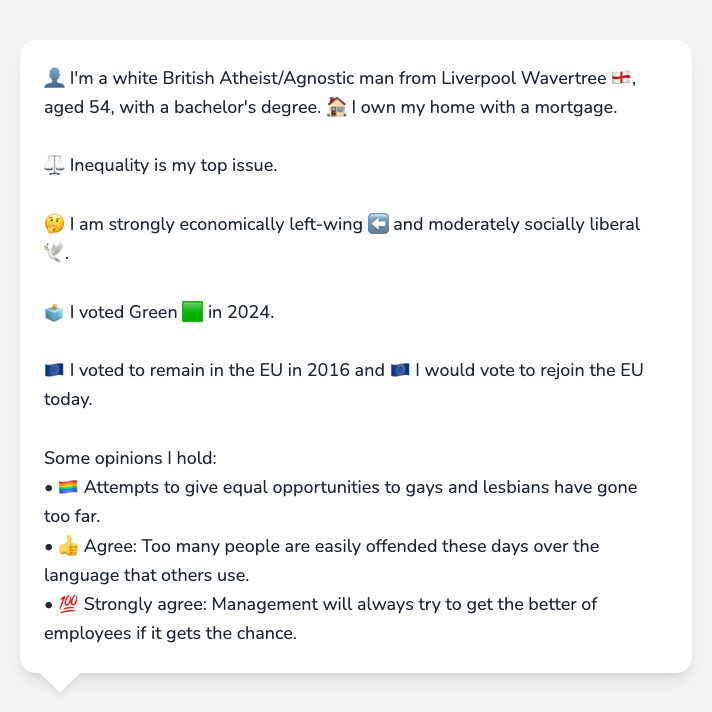 👤 I'm a white British Atheist/Agnostic man from Liverpool Wavertree 🏴󠁧󠁢󠁥󠁮󠁧󠁿,
aged 54, with a bachelor's degree. 🏠 I own my home with a mortgage.
⚖️ Inequality is my top issue.
🤔 I am strongly economically left-wing ⬅️ and moderately socially liberal
🕊️.
🗳️ I voted Green 🟩 in 2024.
🇪🇺 I voted to remain in the EU in 2016 and 🇪🇺 I would vote to rejoin the EU
today.
Some opinions I hold:
• 🏳️‍🌈 Attempts to give equal opportunities to gays and lesbians have gone
too far.
• 👍 Agree: Too many people are easily offended these days over the
language that others use.
• 💯 Strongly agree: Management will always try to get the better of
employees if it gets the chance.